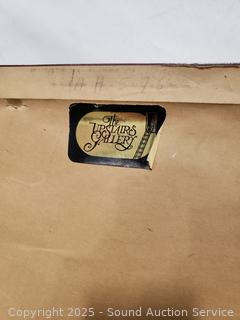 The
UPSTAIRS
GALLERY
Copyright 2025 - Sound Auction Service